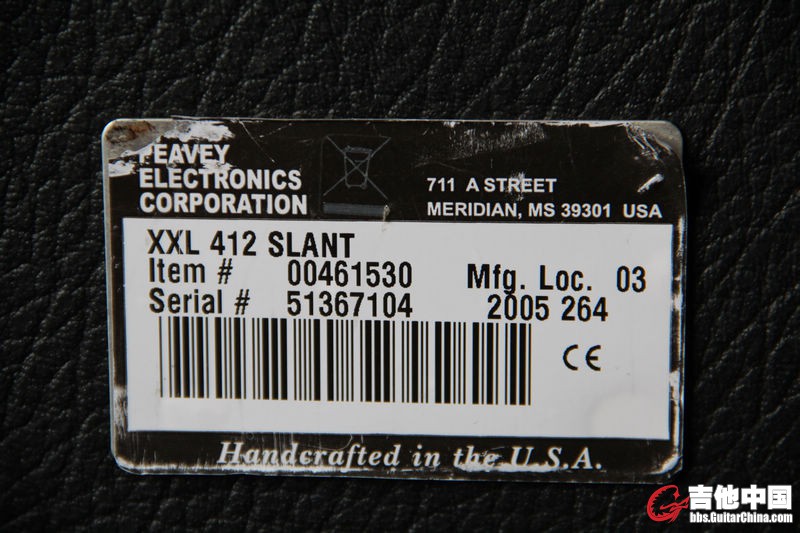 PEAVEY
ELECTRONICS
CORPORATION
711 A STREET
MERIDIAN, MS 39301 USA
XXL 412 SLANT
Item # 00461530 Mfg. Loc. 03
Serial # 51367104 2005 264
CE
Handcrafted in the U.S.A.
吉他中国
bbs.GuitarChina.com